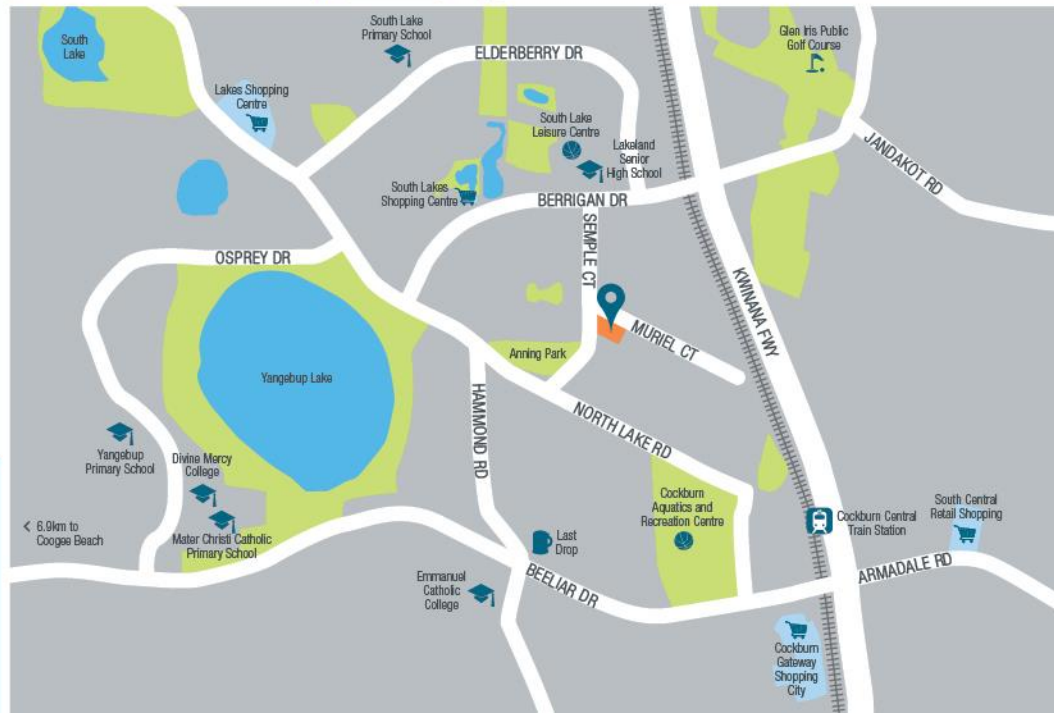 South Lake
Primary School
Glen Iris Public
Golf Course
South
Lake
ELDERBERRY DR
Lakes Shopping
Centre
South Lake
Leisure Centre
Lakeland
Senior
High School
JANDAKOT RD
South Lakes
Shopping Centre
BERRIGAN DR
SEMPLE CT
OSPREY DR
KWINANA FWY
MURIEL CT
Anning Park
Yangebup Lake
HAMMOND RD
NORTH LAKE RD
Yangebup
Primary School
Divine Mercy
College
Mater Christi Catholic
Primary School
< 6.9km to
Coogee Beach
Cockburn
Aquatics and
Recreation Centre
South Central
Retail Shopping
Cockburn Central
Train Station
Last
Drop
BEELIAR DR
ARMADALE RD
Emmanuel
Catholic
College
Cockburn
Gateway
Shopping
City